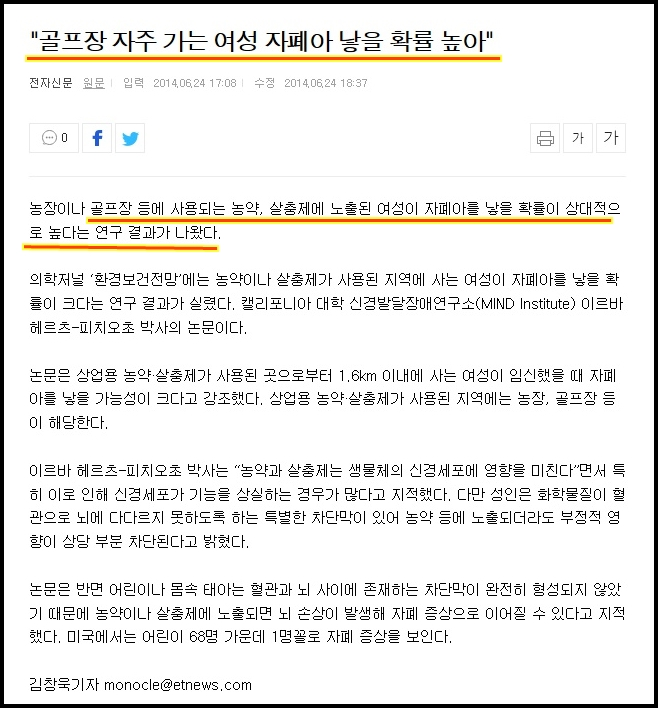 "골프장 자주 가는 여성 자폐아 낳을 확률 높아"
전자신문 원문 입력 2014.06.24 17:08 수정 2014.06.24 18:37
0 가 가
농장이나 골프장 등에 사용되는 농약, 살충제에 노출된 여성이 자폐아를 낳을 확률이 상대적으
로 높다는 연구 결과가 나왔다.
의학저널 ‘환경보건전망’에는 농약이나 살충제가 사용된 지역에 사는 여성이 자폐아를 낳을 확
률이 크다는 연구 결과가 실렸다. 캘리포니아 대학 신경발달장애연구소(MIND Institute) 이르바
헤르츠-피치오초 박사의 논문이다.
논문은 상업용 농약·살충제가 사용된 곳으로부터 1.6km 이내에 사는 여성이 임신했을 때 자폐
아를 낳을 가능성이 크다고 강조했다. 상업용 농약·살충제가 사용된 지역에는 농장, 골프장 등
이 해당한다.
이르바 헤르츠-피치오초 박사는 “농약과 살충제는 생물체의 신경세포에 영향을 미친다”면서 특
히 이로 인해 신경세포가 기능을 상실하는 경우가 많다고 지적했다. 다만 성인은 화학물질이 혈
관으로 뇌에 다다르지 못하도록 하는 특별한 차단막이 있어 농약 등에 노출되더라도 부정적 영
향이 상당 부분 차단된다고 밝혔다.
논문은 반면 어린이나 몸속 태아는 혈관과 뇌 사이에 존재하는 차단막이 완전히 형성되지 않았
기 때문에 농약이나 살충제에 노출되면 뇌 손상이 발생해 자폐 증상으로 이어질 수 있다고 지적
했다. 미국에서는 어린이 68명 가운데 1명꼴로 자폐 증상을 보인다.
김창욱기자 monocle@etnews.com